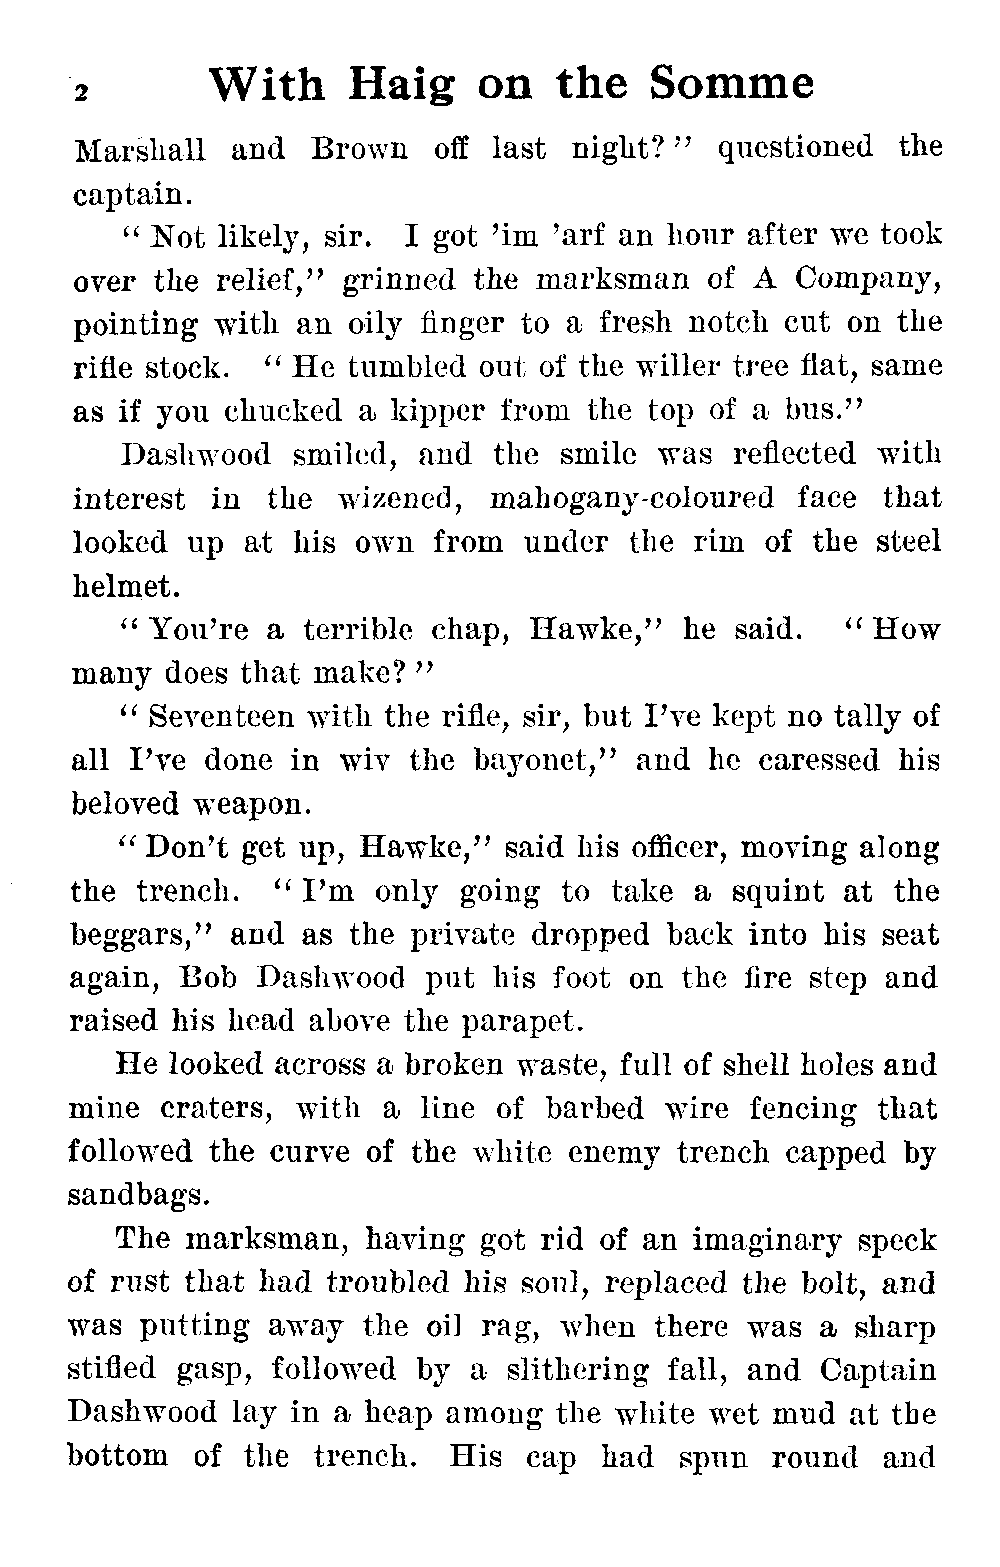 2 With Haig on the Somme
Marshall and Brown off last night?" questioned the
captain.
"Not likely, sir. I got 'im 'arf an hour after we took
over the relief," grinned the marksman of A Company,
pointing with an oily finger to a fresh notch cut on the
rifle stock. "He tumbled out of the willer tree flat, same
as if you chucked a kipper from the top of a bus."
Dashwood smiled, and the smile was reflected with
interest in the wizened, mahogany-coloured face that
looked up at his own from under the rim of the steel
helmet.
"You're a terrible chap, Hawke," he said. "How
many does that make?"
"Seventeen with the rifle, sir, but I've kept no tally of
all I've done in wiv the bayonet," and he caressed his
beloved weapon.
"Don't get up, Hawke," said his officer, moving along
the trench. "I'm only going to take a squint at the
beggars," and as the private dropped back into his seat
again, Bob Dashwood put his foot on the fire step and
raised his head above the parapet.
He looked across a broken waste, full of shell holes and
mine craters, with a line of barbed wire fencing that
followed the curve of the white enemy trench capped by
sandbags.
The marksman, having got rid of an imaginary speck
of rust that had troubled his soul, replaced the bolt, and
was putting away the oil rag, when there was a sharp
stifled gasp, followed by a slithering fall, and Captain
Dashwood lay in a heap among the white wet mud at the
bottom of the trench. His cap had spun round and